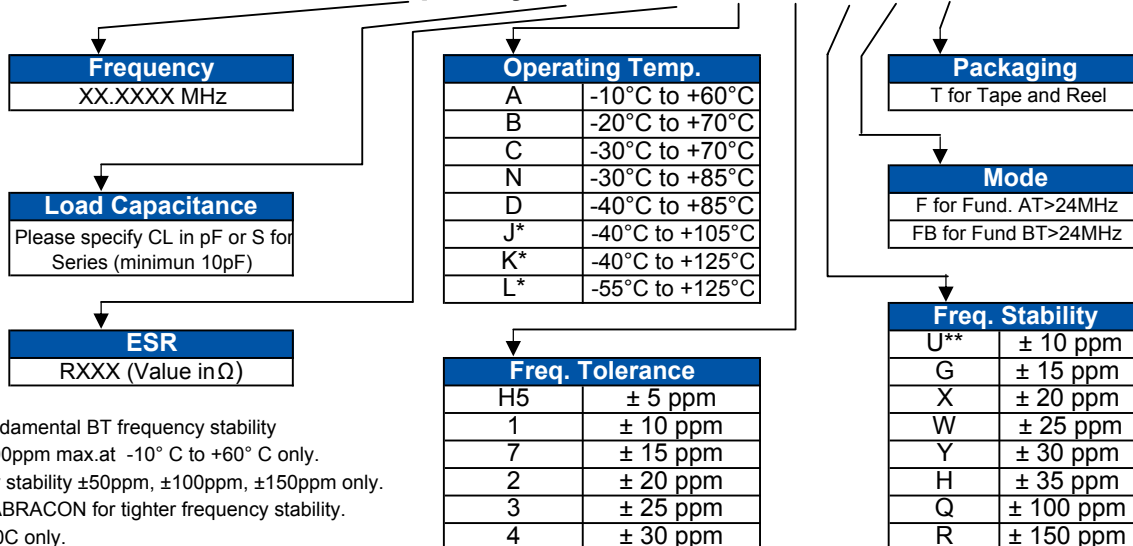 Frequency
XX.XXXX MHz
Load Capacitance
Please specify CL in pF or S for
Series (minimun 10pF)
ESR
RXXX (Value inΩ)
Operating Temp.
A -10°C to +60°C
B -20°C to +70°C
C -30°C to +70°C
N -30°C to +85°C
D -40°C to +85°C
J* -40°C to +105°C
K* -40°C to +125°C
L* -55°C to +125°C
Freq. Tolerance
H5 ± 5 ppm
1 ± 10 ppm
7 ± 15 ppm
2 ± 20 ppm
3 ± 25 ppm
4 ± 30 ppm
Packaging
T for Tape and Reel
Mode
F for Fund. AT>24MHz
FB for Fund BT>24MHz
Freq. Stability
U** ± 10 ppm
G ± 15 ppm
X ± 20 ppm
W ± 25 ppm
Y ± 30 ppm
H ± 35 ppm
Q ± 100 ppm
R ± 150 ppm
damental BT frequency stability
0ppm max.at -10° C to +60° C only.
stability ±50ppm, ±100ppm, ±150ppm only.
ABRACON for tighter frequency stability.
0C only.